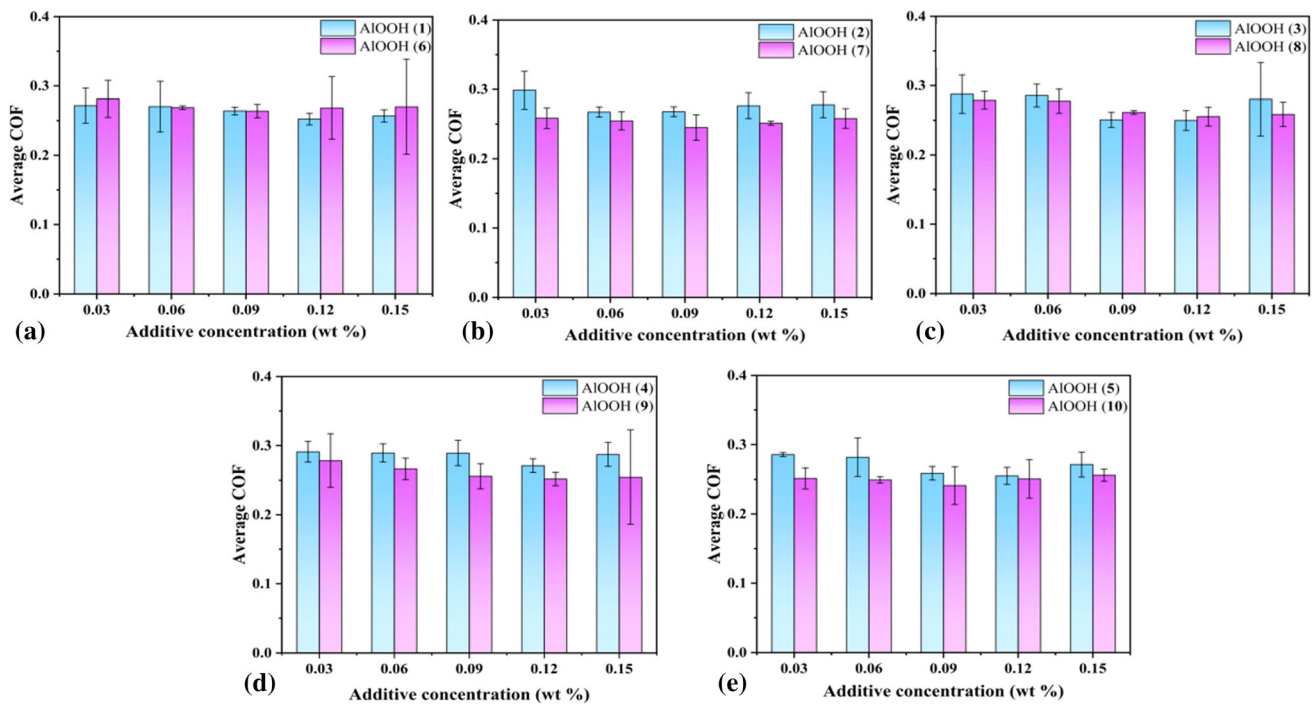 0.4
0.3
0.2
0.1
0.0
Average COF
AlOOH (1)
AlOOH (6)
0.03 0.06 0.09 0.12 0.15
Additive concentration (wt %)
(a)
0.4
0.3
0.2
0.1
0.0
Average COF
AlOOH (2)
AlOOH (7)
0.03 0.06 0.09 0.12 0.15
Additive concentration (wt %)
(b)
0.4
0.3
0.2
0.1
0.0
Average COF
AlOOH (3)
AlOOH (8)
0.03 0.06 0.09 0.12 0.15
Additive concentration (wt %)
(c)
0.4
0.3
0.2
0.1
0.0
Average COF
AlOOH (4)
AlOOH (9)
0.03 0.06 0.09 0.12 0.15
Additive concentration (wt %)
(d)
0.4
0.3
0.2
0.1
0.0
Average COF
AlOOH (5)
AlOOH (10)
0.03 0.06 0.09 0.12 0.15
Additive concentration (wt %)
(e)